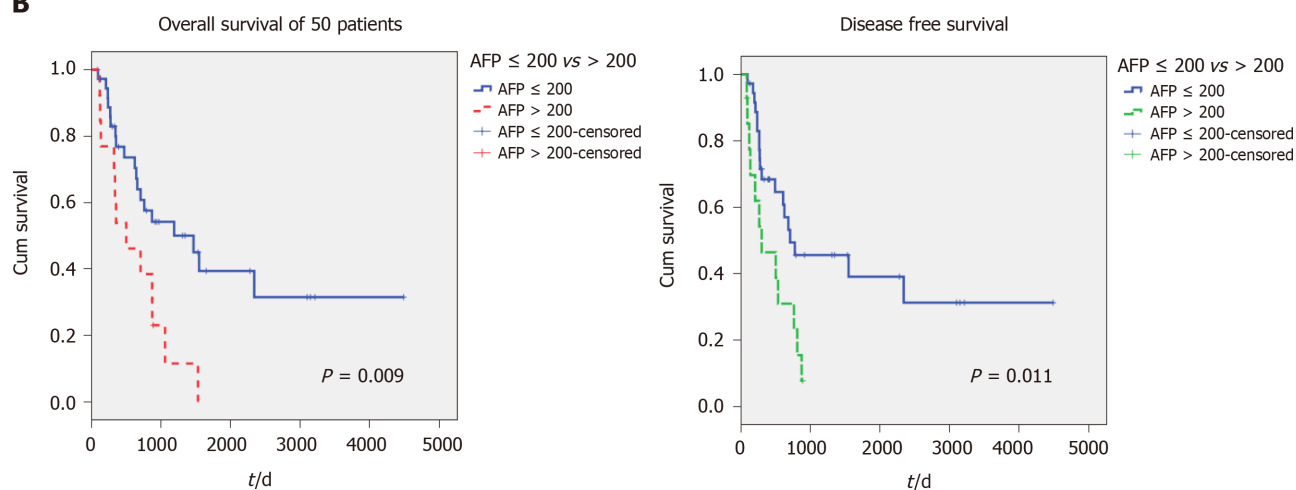 B
Overall survival of 50 patients
Cum survival
1.0
0.8
0.6
0.4
0.2
0.0
0 1000 2000 3000 4000 5000
t/d
P = 0.009
AFP ≤ 200 vs > 200
AFP ≤ 200
AFP > 200
AFP ≤ 200-censored
AFP > 200-censored
Disease free survival
Cum survival
1.0
0.8
0.6
0.4
0.2
0.0
0 1000 2000 3000 4000 5000
t/d
P = 0.011
AFP ≤ 200 vs > 200
AFP ≤ 200
AFP > 200
AFP ≤ 200-censored
AFP > 200-censored